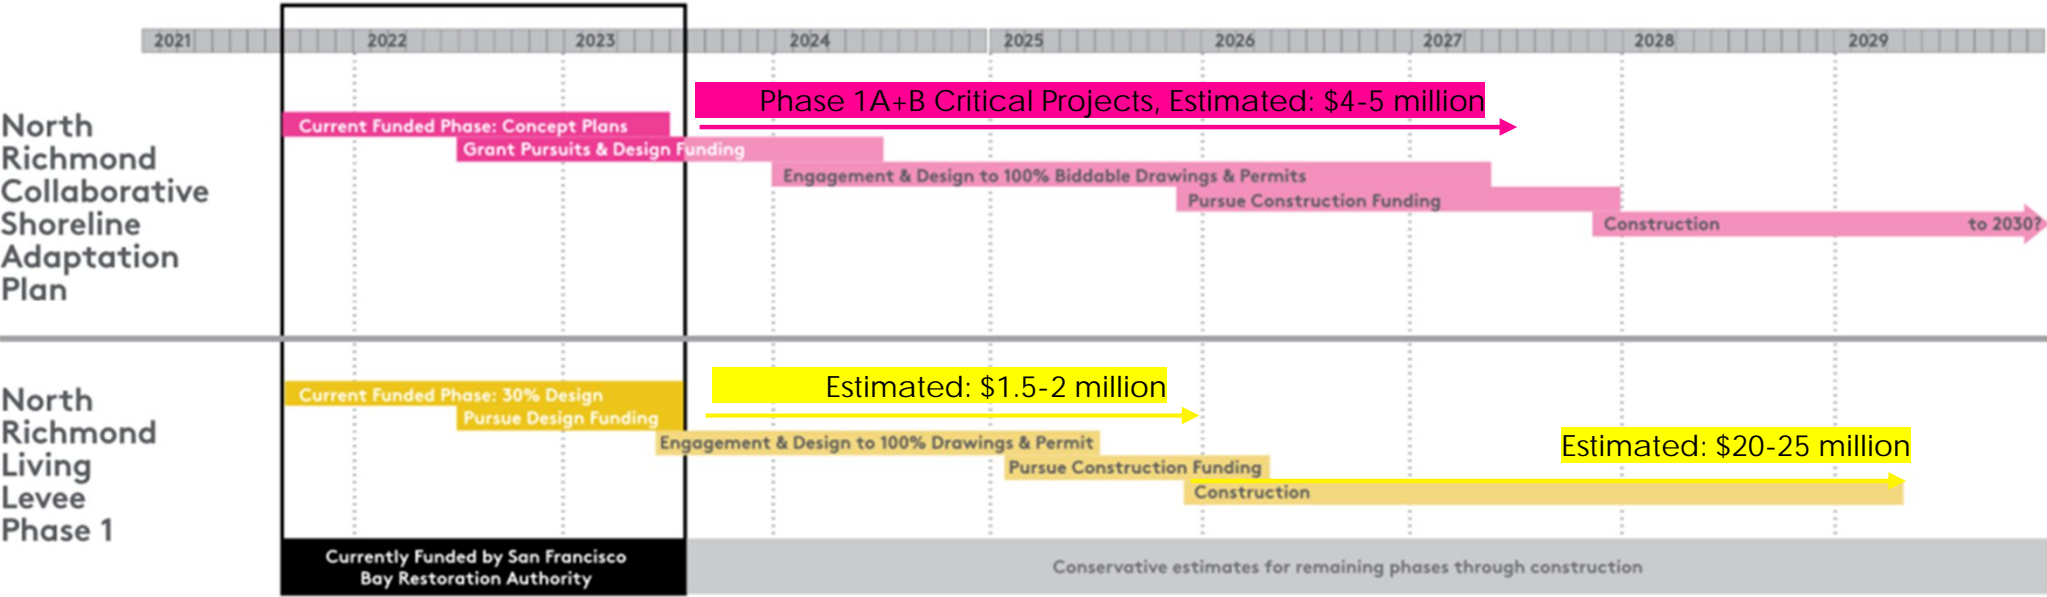 2021 2022 2023 2024 2025 2026 2027 2028 2029
North
Richmond
Collaborative
Shoreline
Adaptation
Plan
Phase 1A+B Critical Projects, Estimated: $4-5 million
Current Funded Phase: Concept Plans
Grant Pursuits & Design Funding
Engagement & Design to 100% Biddable Drawings & Permits
Pursue Construction Funding
Construction to 2030?
North
Richmond
Living
Levee
Phase 1
Estimated: $1.5-2 million
Current Funded Phase: 30% Design
Pursue Design Funding
Engagement & Design to 100% Drawings & Permit
Estimated: $20-25 million
Pursue Construction Funding
Construction
Currently Funded by San Francisco
Bay Restoration Authority
Conservative estimates for remaining phases through construction